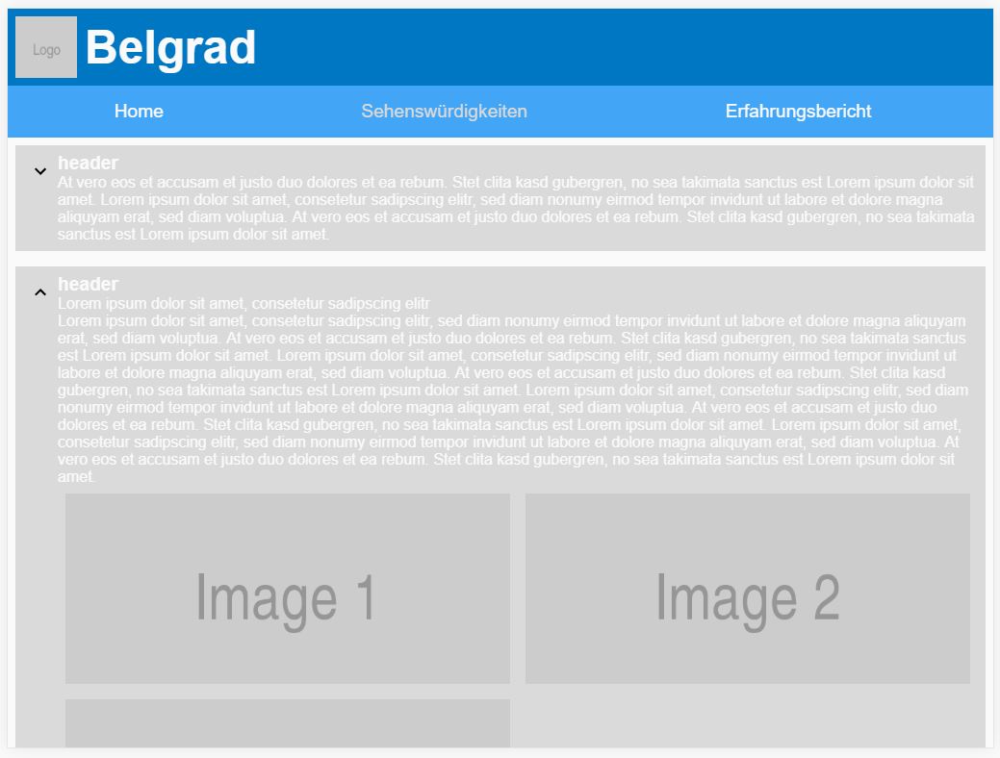 Logo
Belgrad
Home
Sehenswürdigkeiten
Erfahrungsbericht
header
At vero eos et accusam et justo duo dolores et ea rebum. Stet clita kasd gubergren, no sea takimata sanctus est Lorem ipsum dolor sit
amet. Lorem ipsum dolor sit amet, consetetur sadipscing elitr, sed diam nonumy eirmod tempor invidunt ut labore et dolore magna
aliquyam erat, sed diam voluptua. At vero eos et accusam et justo duo dolores et ea rebum. Stet clita kasd gubergren, no sea takimata
sanctus est Lorem ipsum dolor sit amet.
header
Lorem ipsum dolor sit amet, consetetur sadipscing elitr
Lorem ipsum dolor sit amet, consetetur sadipscing elitr, sed diam nonumy eirmod tempor invidunt ut labore et dolore magna aliquyam
erat, sed diam voluptua. At vero eos et accusam et justo duo dolores et ea rebum. Stet clita kasd gubergren, no sea takimata sanctus
est Lorem ipsum dolor sit amet. Lorem ipsum dolor sit amet, consetetur sadipscing elitr, sed diam nonumy eirmod tempor invidunt ut
labore et dolore magna aliquyam erat, sed diam voluptua. At vero eos et accusam et justo duo dolores et ea rebum. Stet clita kasd
gubergren, no sea takimata sanctus est Lorem ipsum dolor sit amet. Lorem ipsum dolor sit amet, consetetur sadipscing elitr, sed diam
nonumy eirmod tempor invidunt ut labore et dolore magna aliquyam erat, sed diam voluptua. At vero eos et accusam et justo duo
dolores et ea rebum. Stet clita kasd gubergren, no sea takimata sanctus est Lorem ipsum dolor sit amet. Lorem ipsum dolor sit amet,
consetetur sadipscing elitr, sed diam nonumy eirmod tempor invidunt ut labore et dolore magna aliquyam erat, sed diam voluptua. At
vero eos et accusam et justo duo dolores et ea rebum. Stet clita kasd gubergren, no sea takimata sanctus est Lorem ipsum dolor sit
amet.
Image 1
Image 2